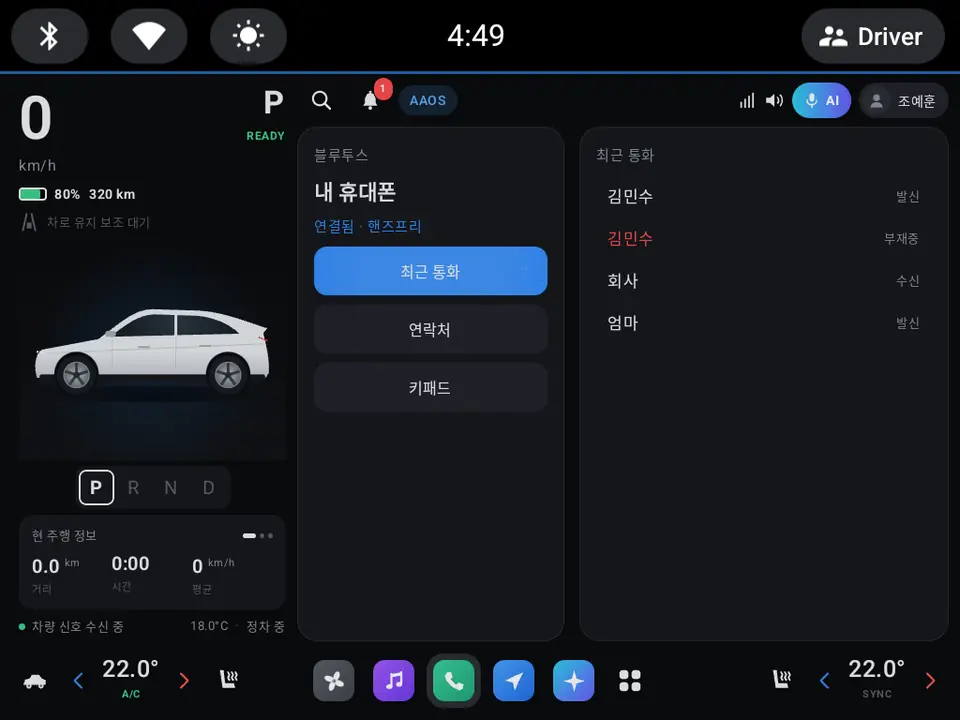 4:49
Driver
0
P
READY
km/h
80% 320 km
차로 유지 보조 대기
P R N D
현 주행 정보
0.0 km
거리
0:00
시간
0 km/h
평균
차량 신호 수신 중
18.0°C · 정차 중
1
AAOS
AI
조예훈
블루투스
내 휴대폰
연결됨 · 핸즈프리
최근 통화
연락처
키패드
최근 통화
김민수 발신
김민수 부재중
회사 수신
엄마 발신
22.0°
A/C
22.0°
SYNC